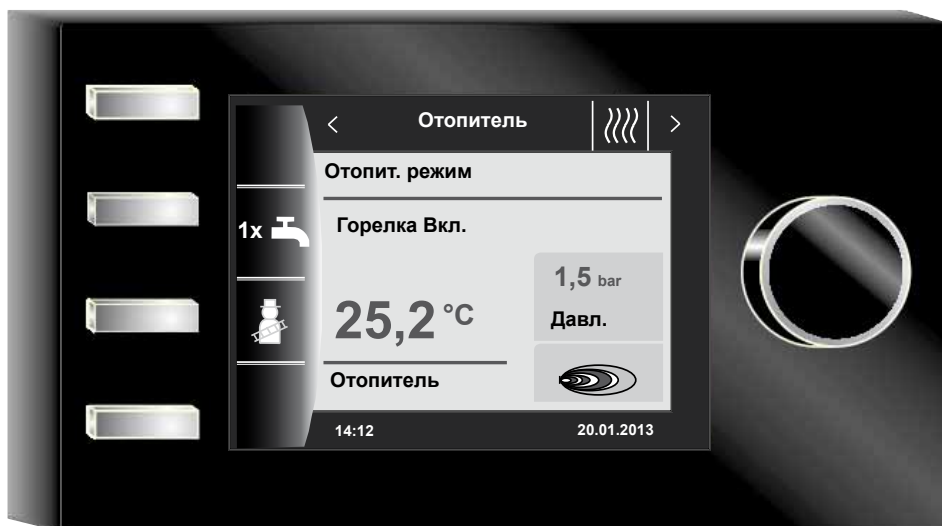 Отопитель
Отопит. режим
1x
Горелка Вкл.
1,5 bar
Давл.
25,2 °C
Отопитель
14:12 20.01.2013